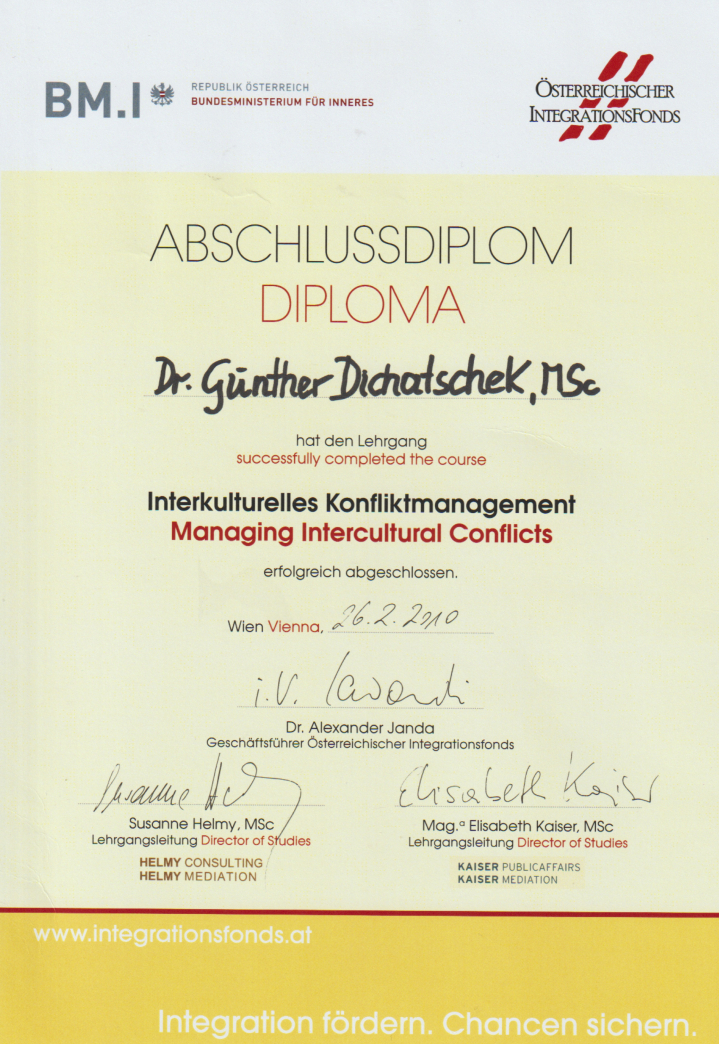 BM.I
REPUBLIK ÖSTERREICH
BUNDESMINISTERIUM FÜR INNERES
ÖSTERREICHISCHER
INTEGRATIONSFONDS
ABSCHLUSSDIPLOM
DIPLOMA
Dr. Günther Dichatschek, MSc
hat den Lehrgang
successfully completed the course
Interkulturelles Konfliktmanagement
Managing Intercultural Conflicts
erfolgreich abgeschlossen.
Wien Vienna, 26.2.2010
i.V.
Dr. Alexander Janda
Geschäftsführer Österreichischer Integrationsfonds
Susanne Helmy
Susanne Helmy, MSc
Lehrgangsleitung Director of Studies
HELMY CONSULTING
HELMY MEDIATION
Elisabeth Kaiser
Mag.ª Elisabeth Kaiser, MSc
Lehrgangsleitung Director of Studies
KAISER PUBLICAFFAIRS
KAISER MEDIATION
www.integrationsfonds.at
Integration fördern. Chancen sichern.